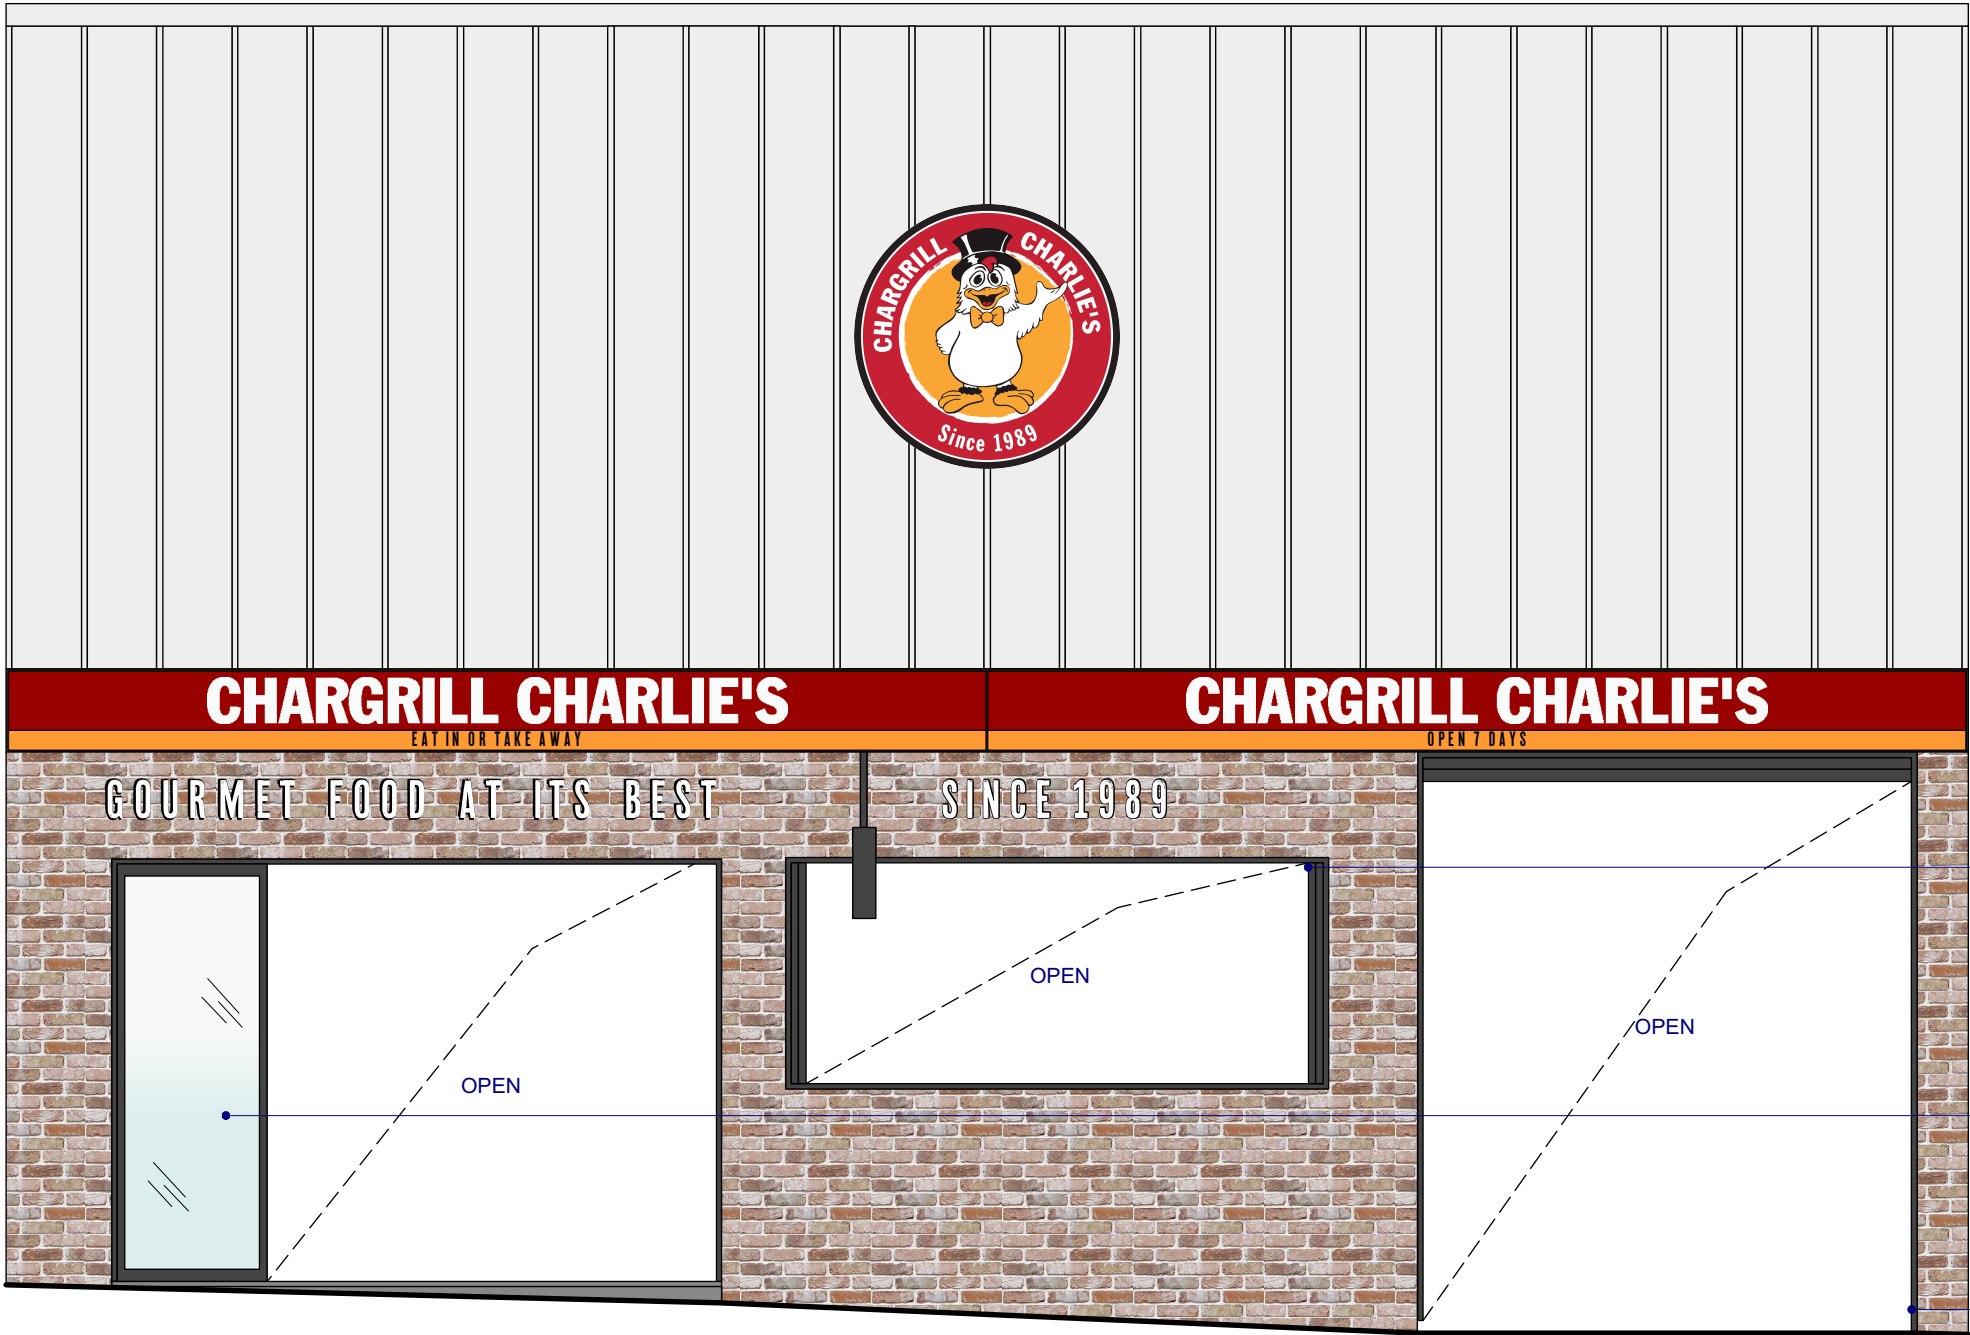 CHARGRILL CHARLIE'S
Since 1989
CHARGRILL CHARLIE'S
EAT IN OR TAKE AWAY
CHARGRILL CHARLIE'S
OPEN 7 DAYS
GOURMET FOOD AT ITS BEST
SINCE 1989
OPEN
OPEN
OPEN